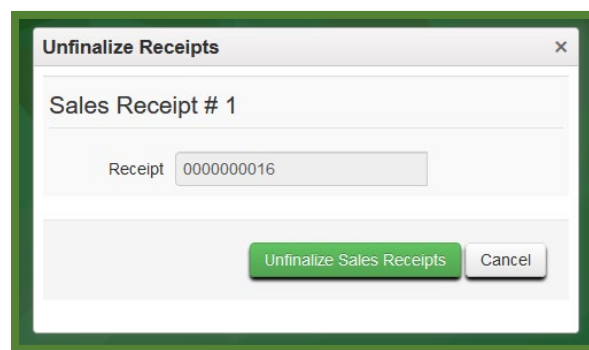 Unfinalize Receipts ×
Sales Receipt # 1
Receipt 0000000016
Unfinalize Sales Receipts Cancel